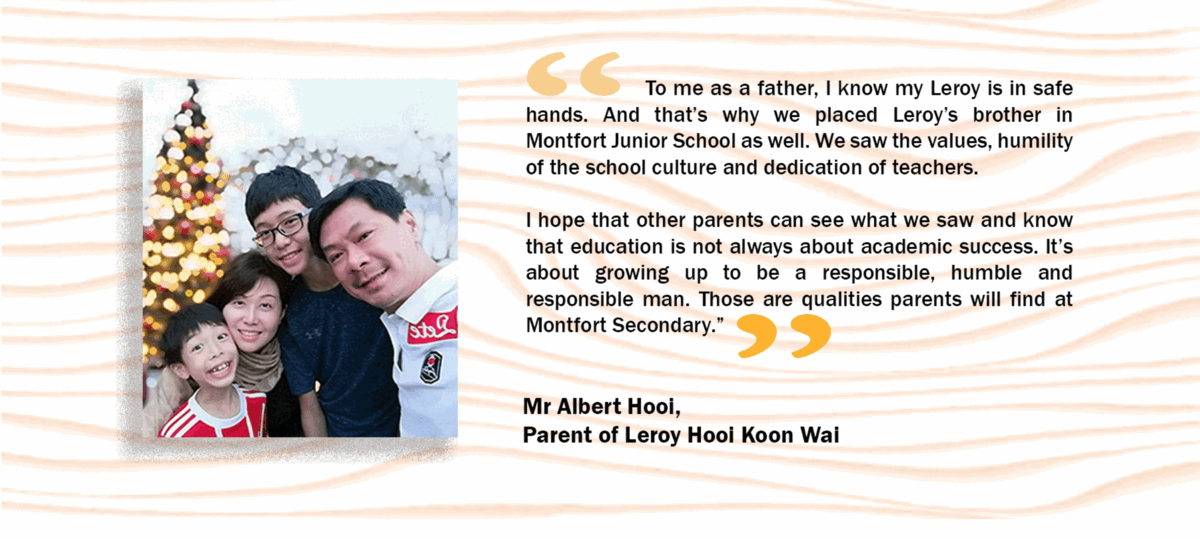 “ To me as a father, I know my Leroy is in safe
hands. And that’s why we placed Leroy’s brother in
Montfort Junior School as well. We saw the values, humility
of the school culture and dedication of teachers.
I hope that other parents can see what we saw and know
that education is not always about academic success. It’s
about growing up to be a responsible, humble and
responsible man. Those are qualities parents will find at
Montfort Secondary.” ”
Mr Albert Hooi,
Parent of Leroy Hooi Koon Wai
Pete